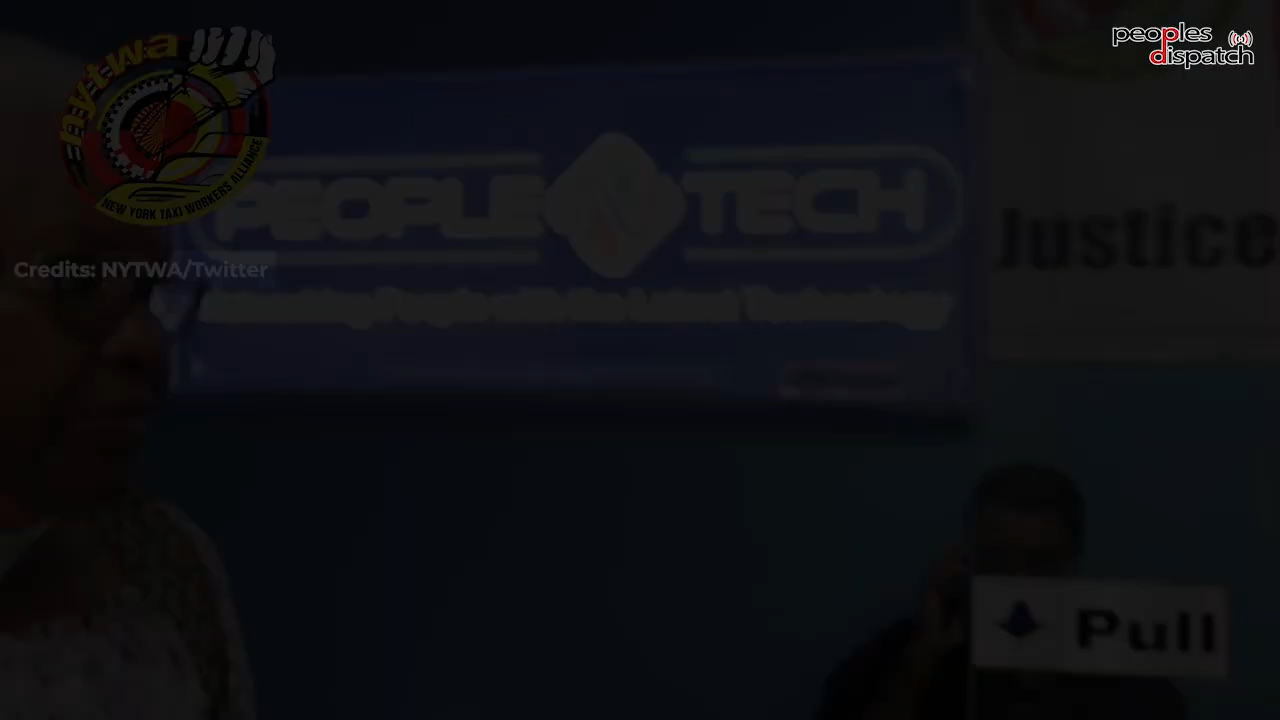 nytwa
NEW YORK TAXI WORKERS ALLIANCE
peoples
dispatch
PEOPLE TECH
Justice
Credits: NYTWA/Twitter
Pull